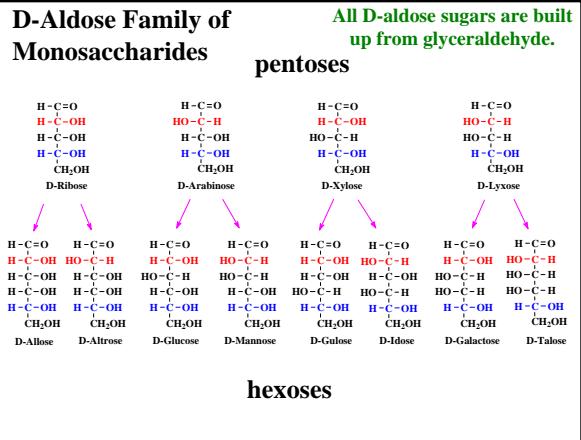 D-Aldose Family of
Monosaccharides
All D-aldose sugars are built
up from glyceraldehyde.
pentoses
H-C=O
H-C-OH
H-C-OH
H-C-OH
CH2OH
D-Ribose
H-C=O
HO-C-H
H-C-OH
H-C-OH
CH2OH
D-Arabinose
H-C=O
H-C-OH
HO-C-H
H-C-OH
CH2OH
D-Xylose
H-C=O
HO-C-H
HO-C-H
H-C-OH
CH2OH
D-Lyxose
H-C=O
H-C-OH
H-C-OH
H-C-OH
H-C-OH
CH2OH
D-Allose
H-C=O
HO-C-H
H-C-OH
H-C-OH
H-C-OH
CH2OH
D-Altrose
H-C=O
H-C-OH
HO-C-H
H-C-OH
H-C-OH
CH2OH
D-Glucose
H-C=O
HO-C-H
HO-C-H
H-C-OH
H-C-OH
CH2OH
D-Mannose
H-C=O
H-C-OH
H-C-OH
HO-C-H
H-C-OH
CH2OH
D-Gulose
H-C=O
HO-C-H
H-C-OH
HO-C-H
H-C-OH
CH2OH
D-Idose
H-C=O
H-C-OH
HO-C-H
HO-C-H
H-C-OH
CH2OH
D-Galactose
H-C=O
HO-C-H
HO-C-H
HO-C-H
H-C-OH
CH2OH
D-Talose
hexoses